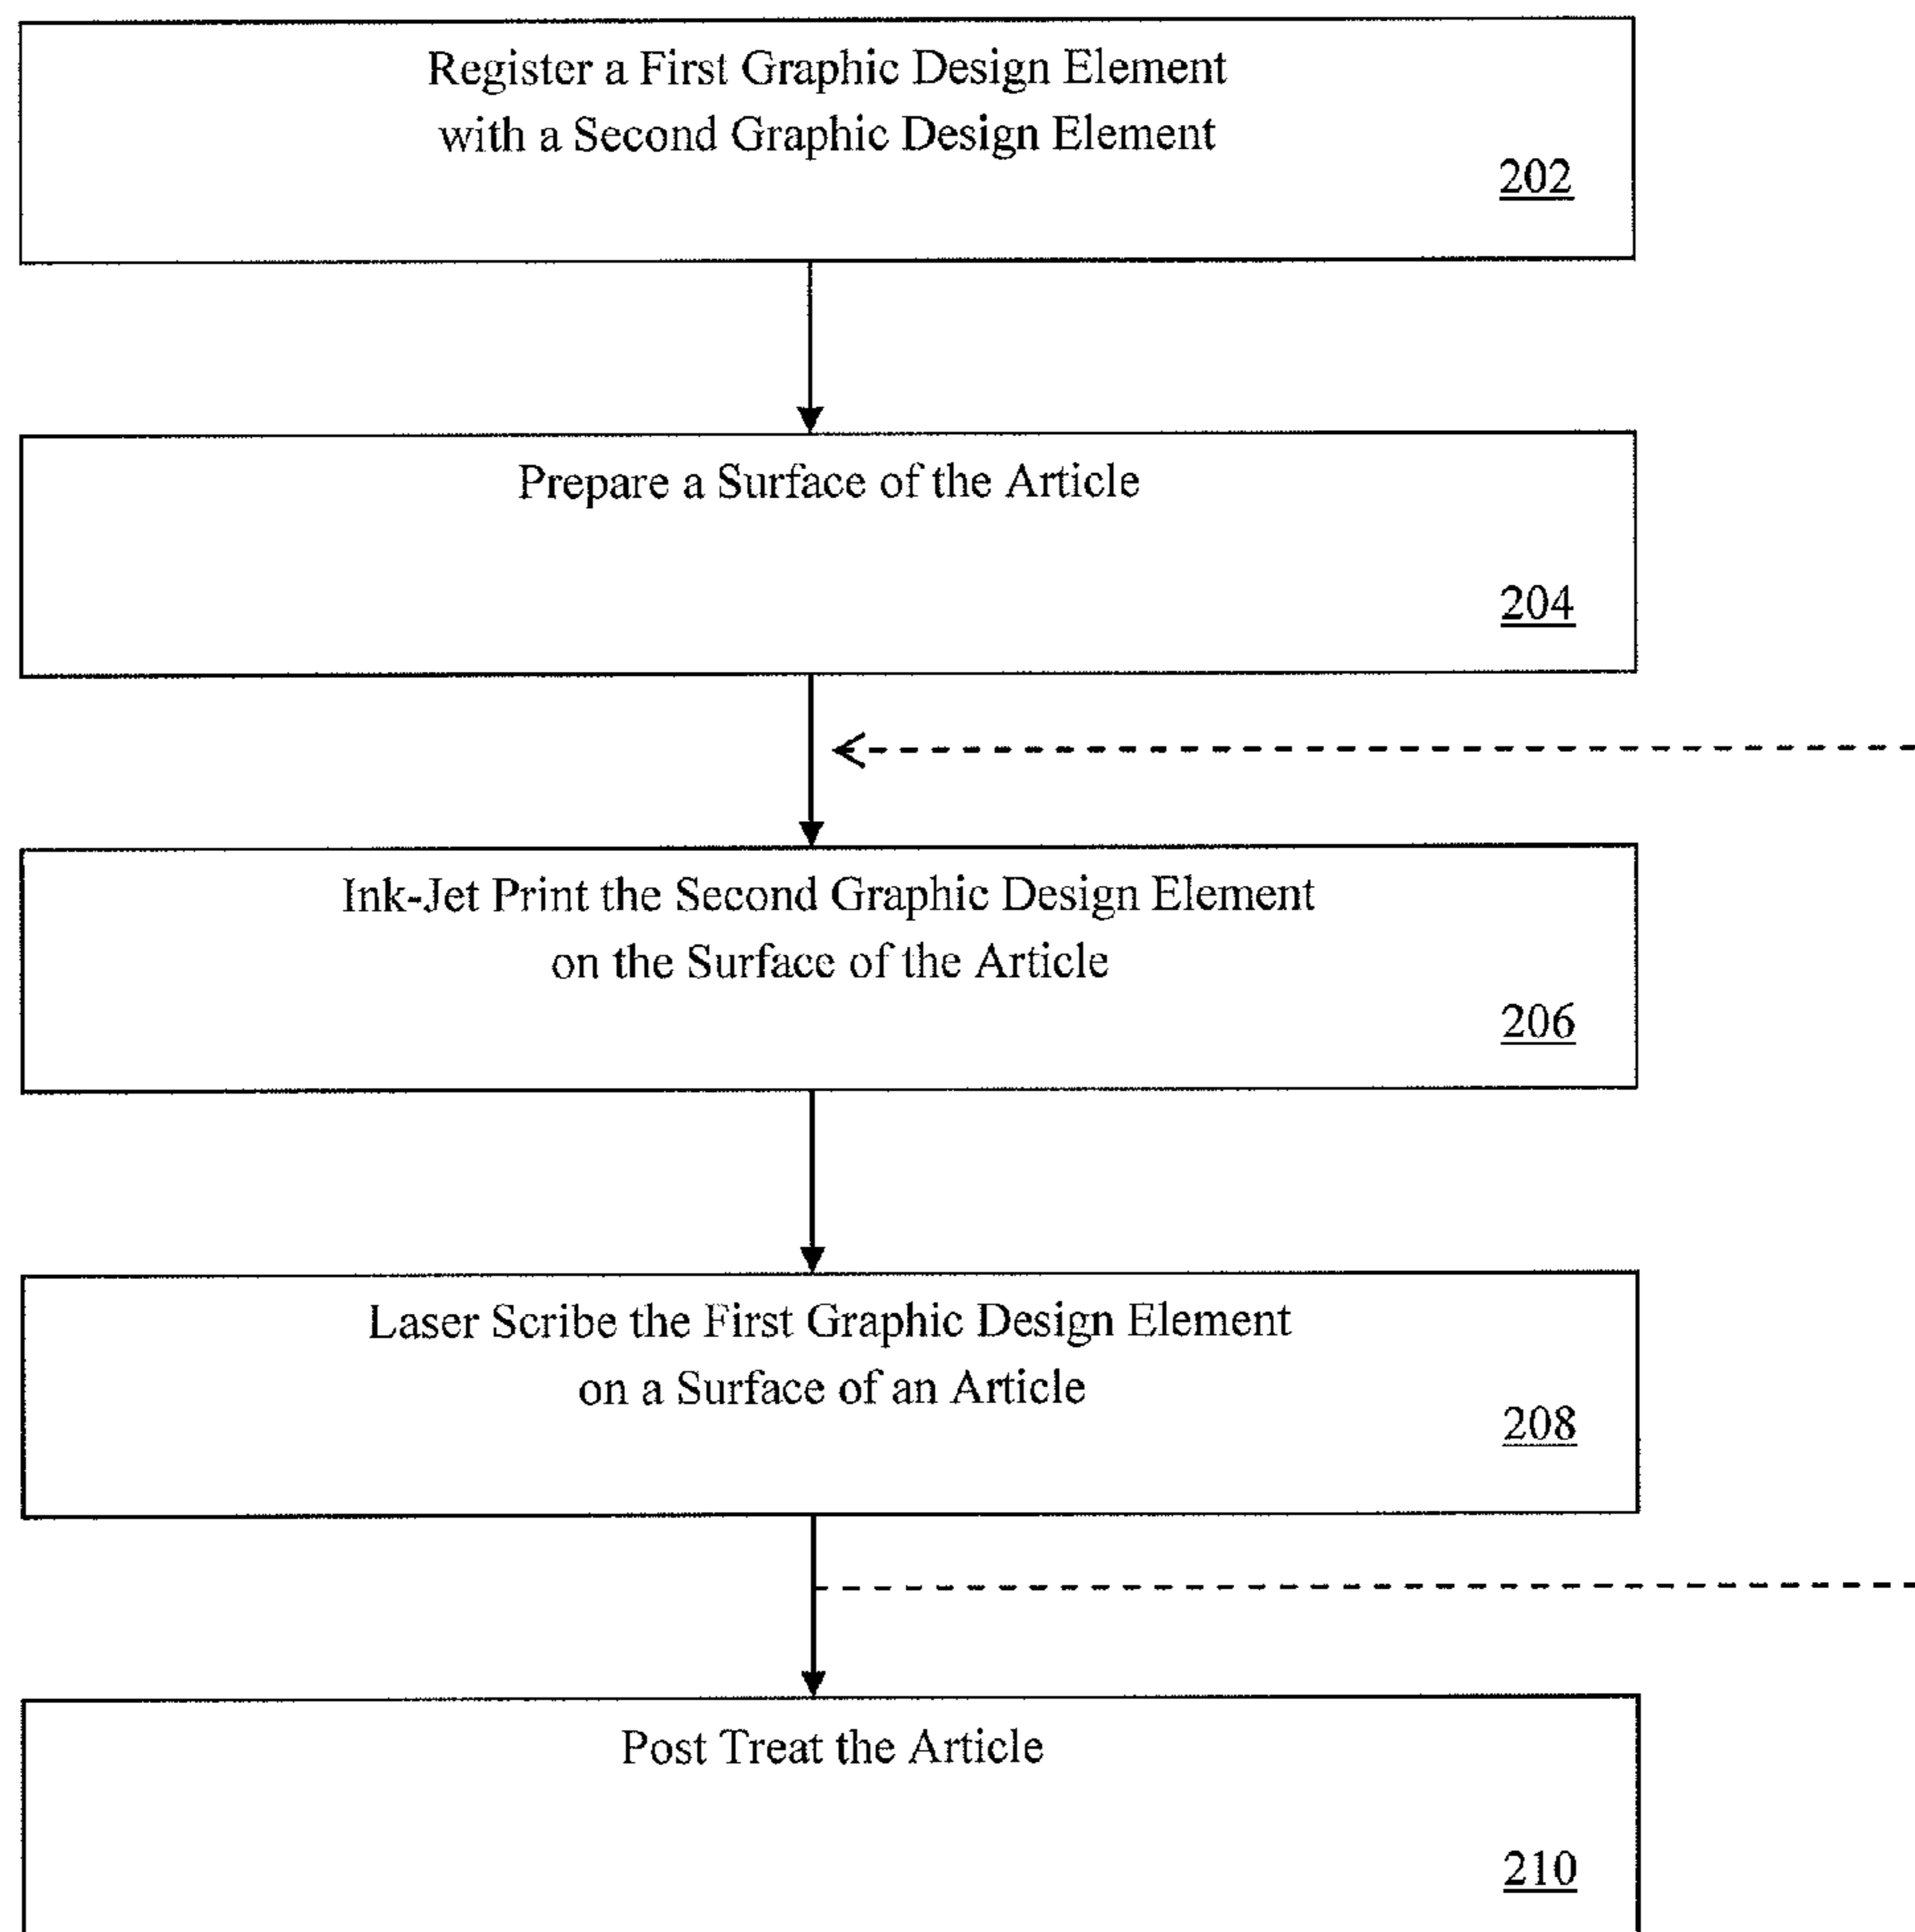 Register a First Graphic Design Element
with a Second Graphic Design Element
202
Prepare a Surface of the Article
204
Ink-Jet Print the Second Graphic Design Element
on the Surface of the Article
206
Laser Scribe the First Graphic Design Element
on a Surface of an Article
208
Post Treat the Article
210